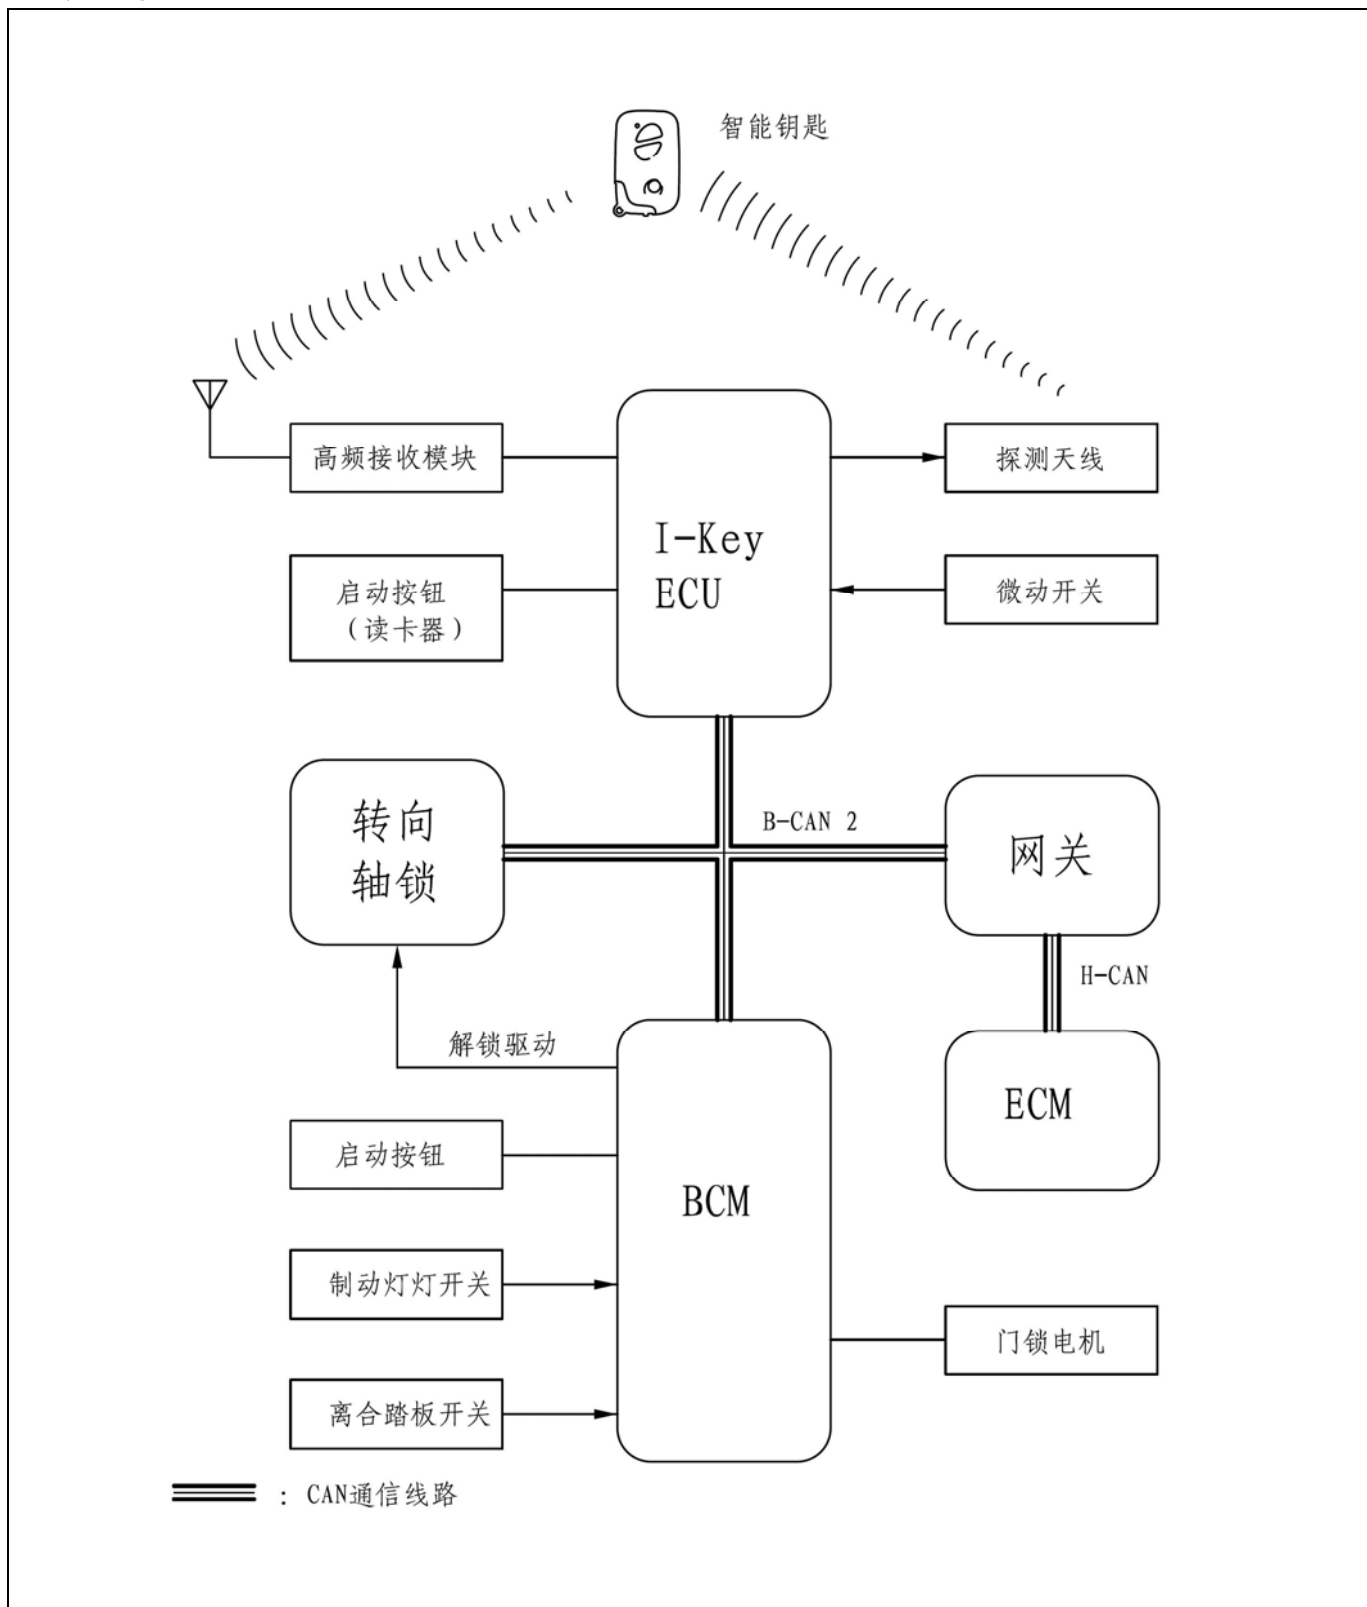 智能钥匙
高频接收模块
探测天线
I-Key
ECU
启动按钮
（读卡器）
微动开关
转向
轴锁
B-CAN 2
网关
H-CAN
解锁驱动
ECM
启动按钮
BCM
制动灯灯开关
门锁电机
离合踏板开关
：CAN通信线路